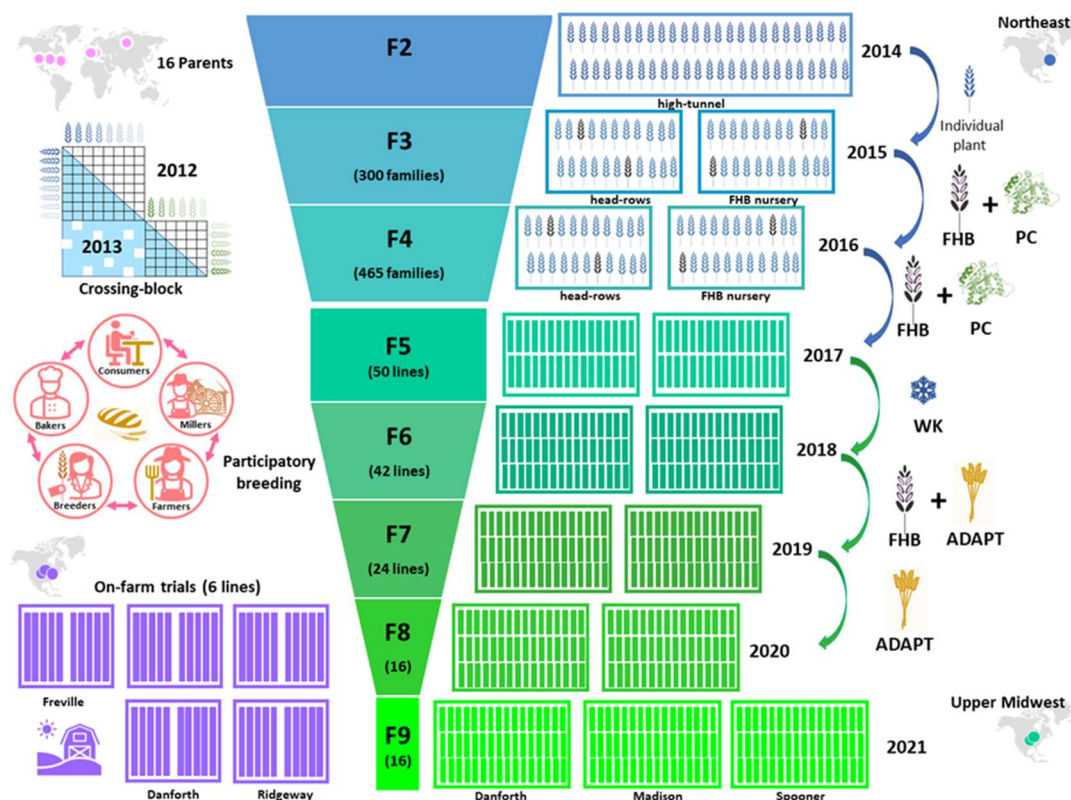 16 Parents
2012
2013
Crossing-block
Consumers
Bakers
Millers
Breeders
Farmers
Participatory
breeding
On-farm trials (6 lines)
Freville
Danforth
Ridgeway
F2
F3
(300 families)
F4
(465 families)
F5
(50 lines)
F6
(42 lines)
F7
(24 lines)
F8
(16)
F9
(16)
high-tunnel
head-rows
FHB nursery
head-rows
FHB nursery
Danforth
Madison
Spooner
2014
2015
2016
2017
2018
2019
2020
2021
Northeast
Individual
plant
FHB
+
PC
FHB
+
PC
WK
FHB
+
ADAPT
ADAPT
Upper Midwest